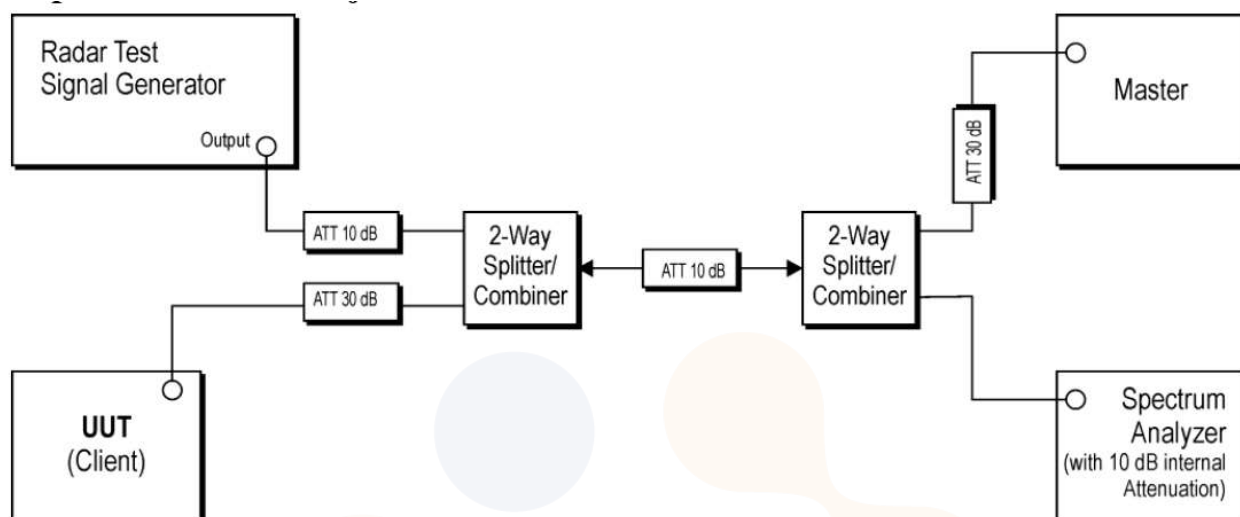 Radar Test
Signal Generator
Output
ATT 10 dB
ATT 30 dB
UUT
(Client)
2-Way
Splitter/
Combiner
ATT 10 dB
2-Way
Splitter/
Combiner
ATT 30 dB
Master
Spectrum
Analyzer
(with 10 dB internal
Attenuation)